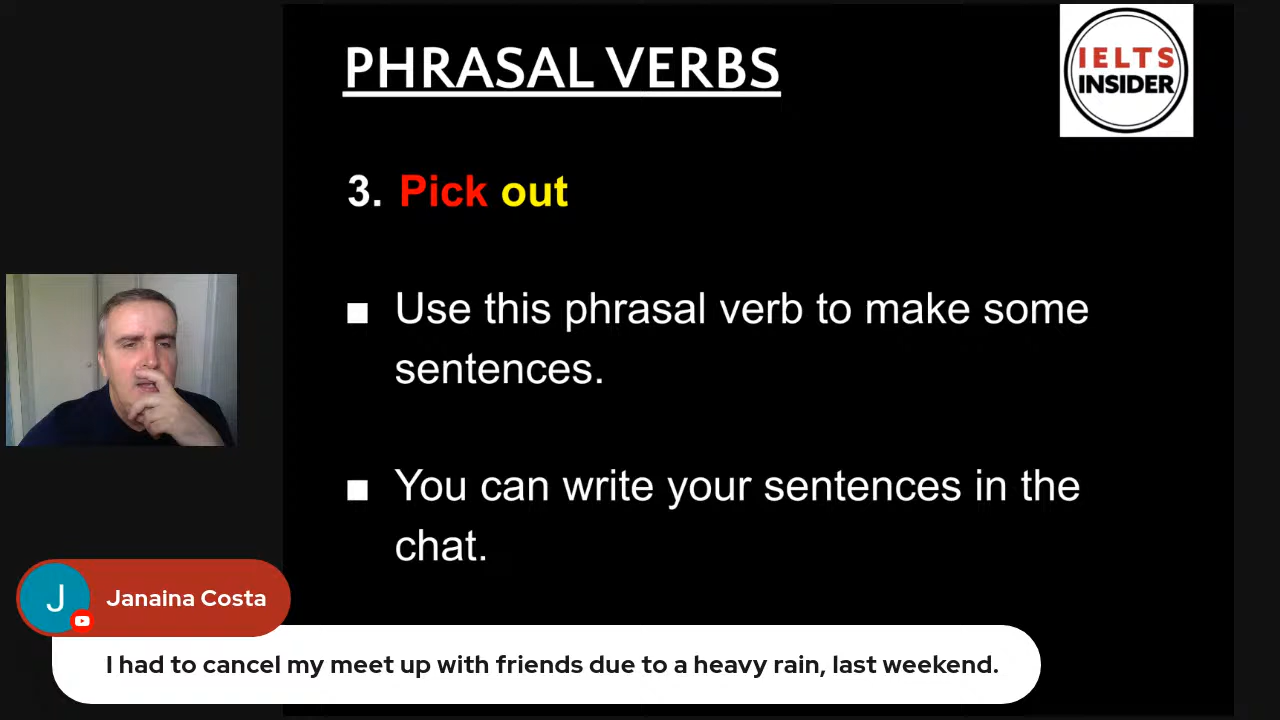 PHRASAL VERBS
IELTS
INSIDER
3. Pick out
■ Use this phrasal verb to make some
sentences.
■ You can write your sentences in the
chat.
J
Janaina Costa
I had to cancel my meet up with friends due to a heavy rain, last weekend.